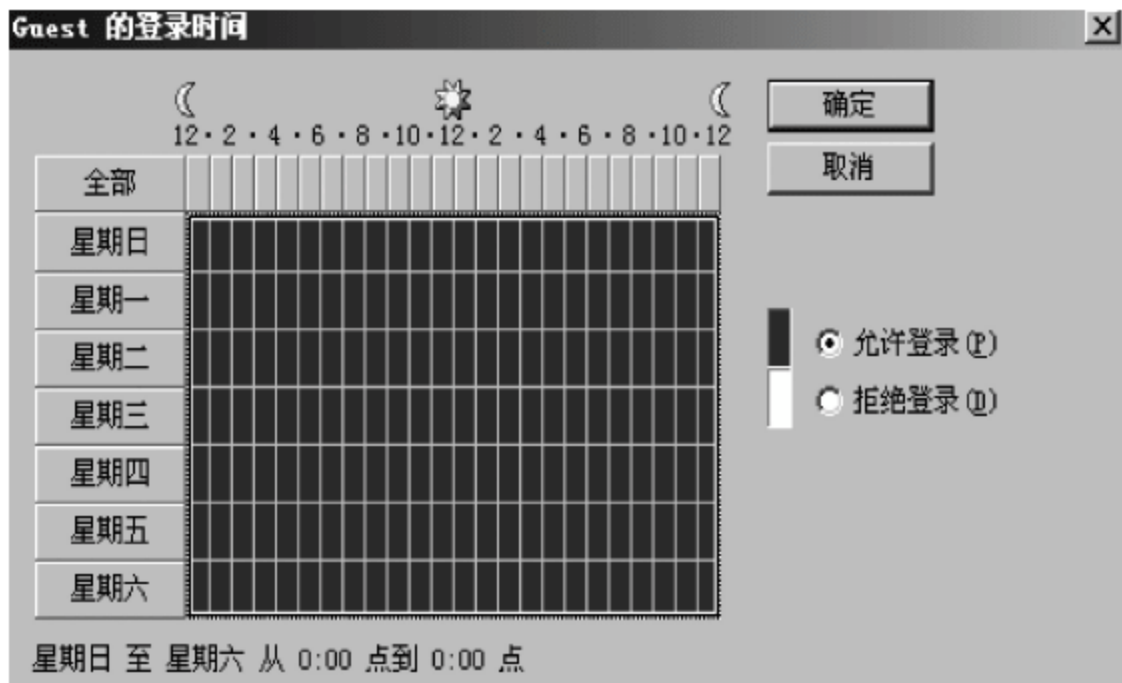 Guest 的登录时间
12·2·4·6·8·10·12·2·4·6·8·10·12
确定
取消
全部
星期日
星期一
星期二
星期三
星期四
星期五
星期六
允许登录(P)
拒绝登录(D)
星期日 至 星期六 从 0:00 点到 0:00 点